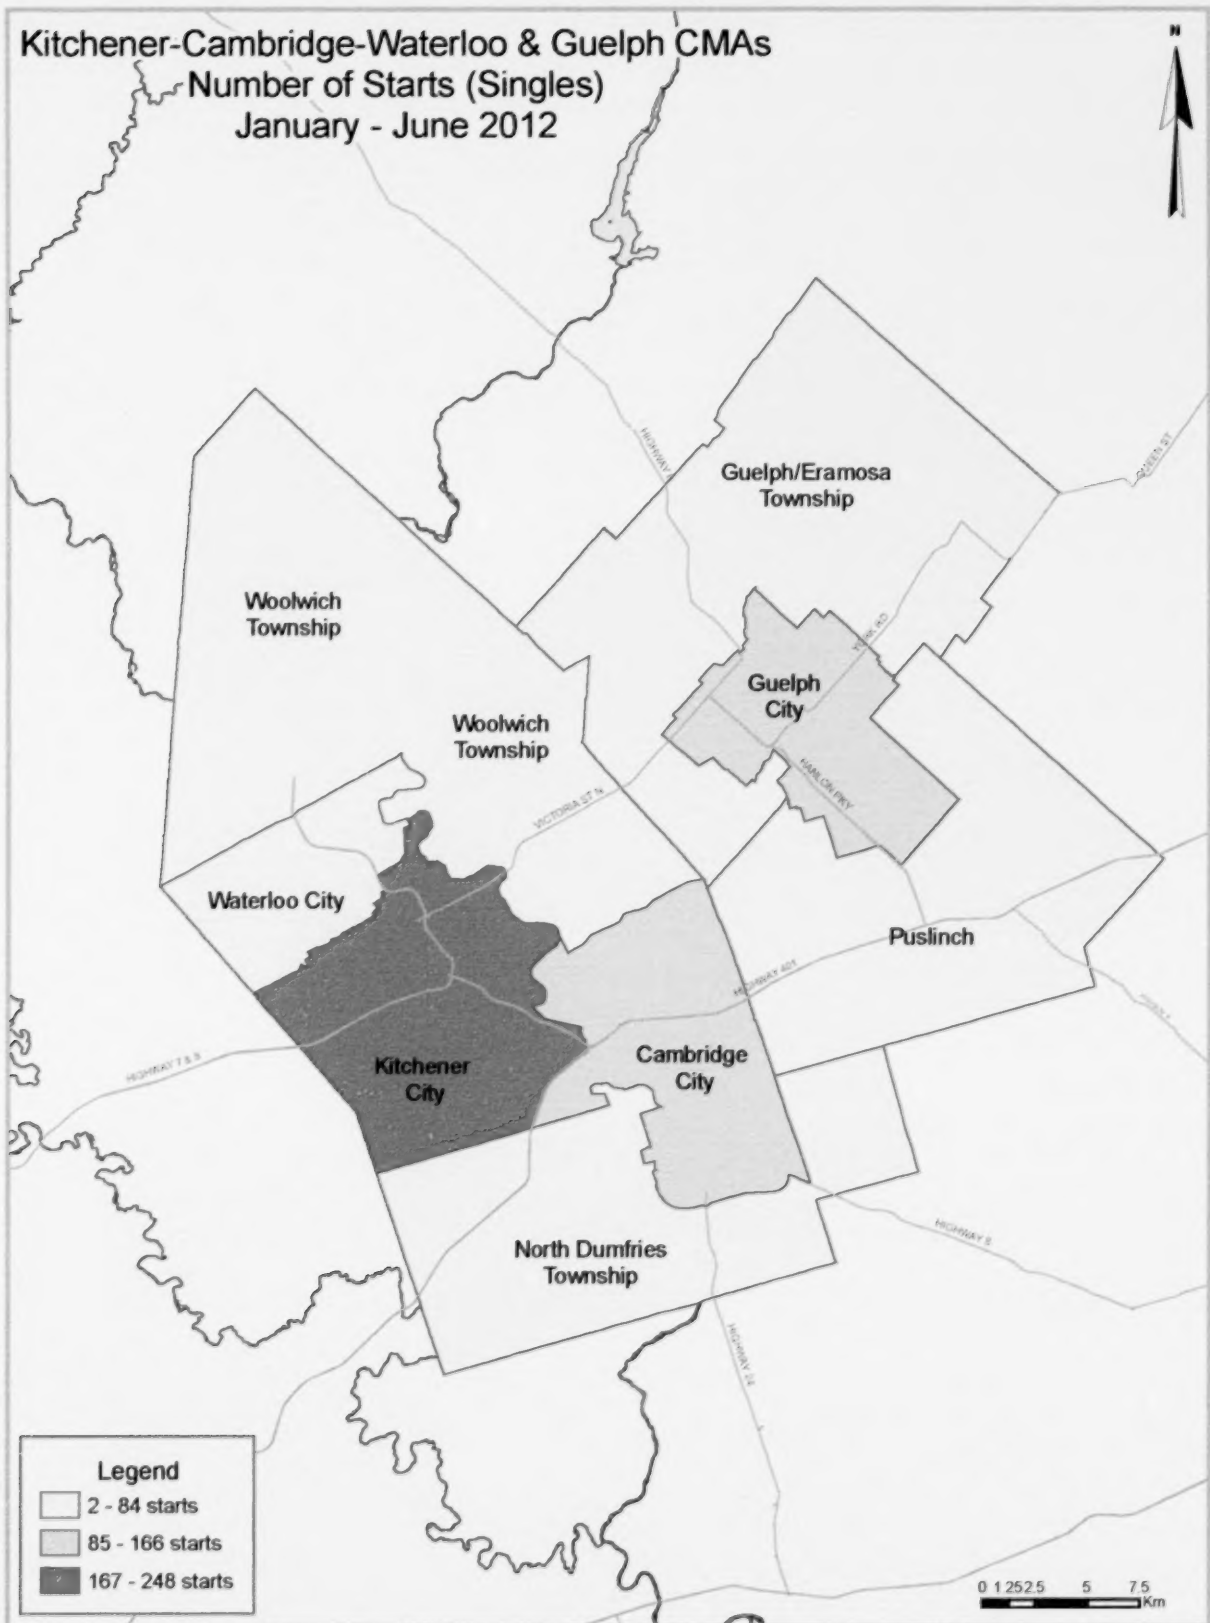 Kitchener-Cambridge-Waterloo & Guelph CMAs
Number of Starts (Singles)
January - June 2012
N
HIGHWAY
QUEEN ST
Guelph/Eramosa
Township
Woolwich
Township
YORK RD
Guelph
City
Woolwich
Township
HANLON PKY
VICTORIA ST N
Waterloo City
Puslinch
HIGHWAY 401
Kitchener
City
Cambridge
City
HIGHWAY 7 & 8
HIGHWAY 8
North Dumfries
Township
HIGHWAY 24
Legend
2 - 84 starts
85 - 166 starts
167 - 248 starts
0 1.25 2.5 5 7.5
Km